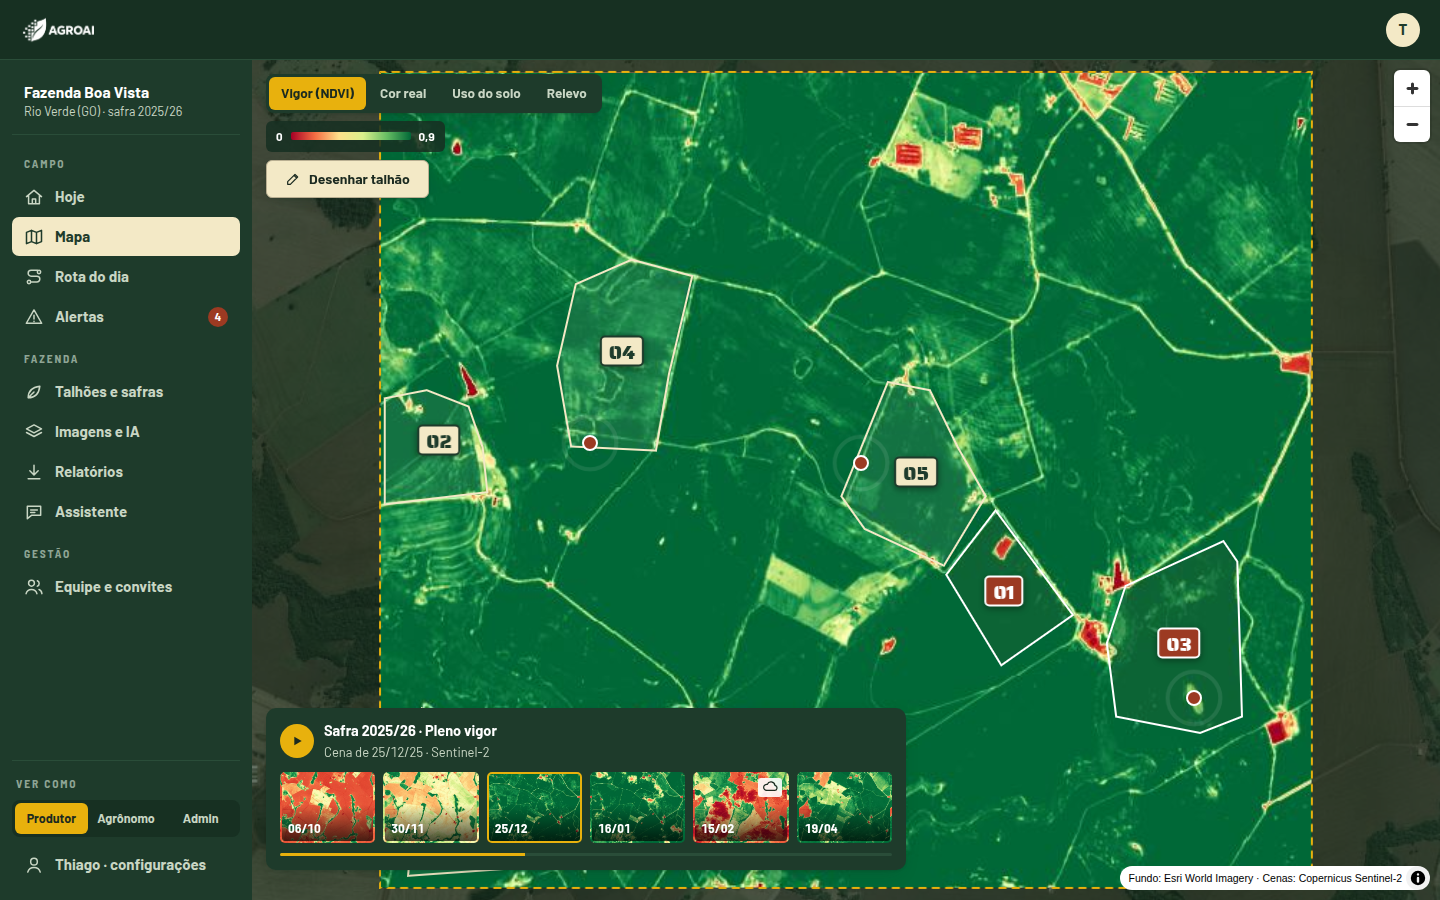 AGROAI
T
Fazenda Boa Vista
Rio Verde (GO) · safra 2025/26
CAMPO
Hoje
Mapa
Rota do dia
Alertas
4
FAZENDA
Talhões e safras
Imagens e IA
Relatórios
Assistente
GESTÃO
Equipe e convites
VER COMO
Produtor Agrônomo Admin
Thiago · configurações
Vigor (NDVI) Cor real Uso do solo Relevo
0 0,9
Desenhar talhão
+
−
04
02
05
01
03
Safra 2025/26 · Pleno vigor
Cena de 25/12/25 · Sentinel-2
06/10 30/11 25/12 16/01 15/02 19/04
Fundo: Esri World Imagery · Cenas: Copernicus Sentinel-2